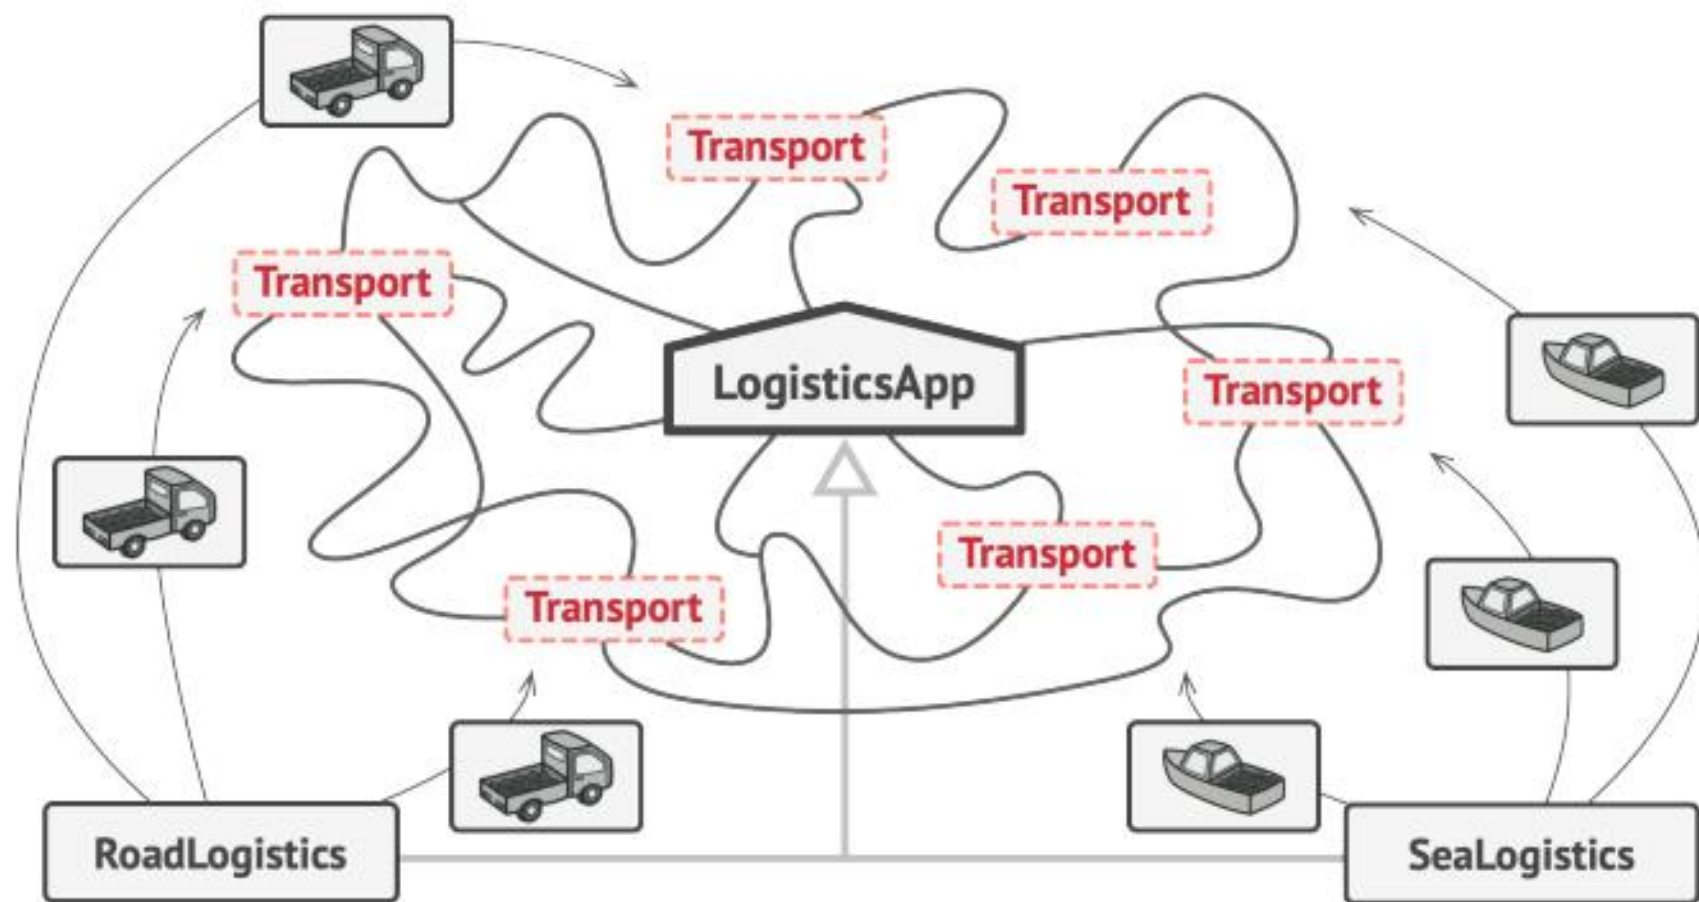 Transport
Transport
Transport
LogisticsApp
Transport
Transport
Transport
RoadLogistics
SeaLogistics